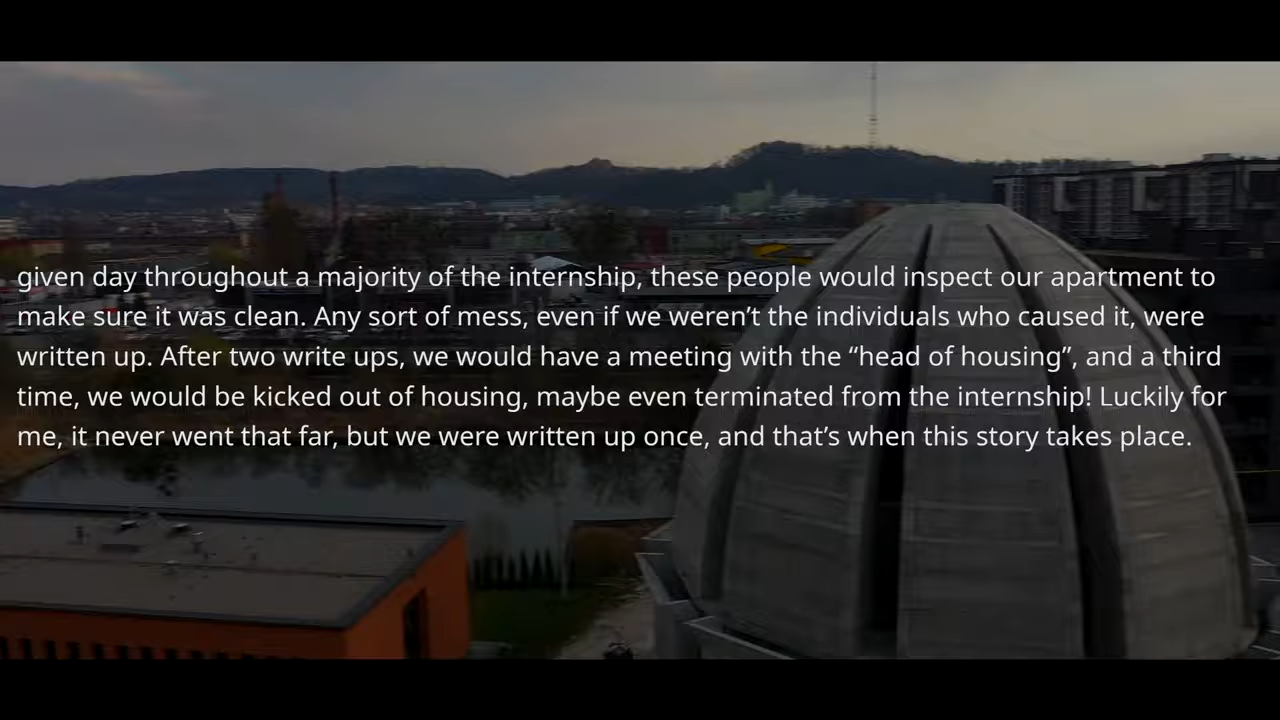 given day throughout a majority of the internship, these people would inspect our apartment to
make sure it was clean. Any sort of mess, even if we weren’t the individuals who caused it, were
written up. After two write ups, we would have a meeting with the “head of housing”, and a third
time, we would be kicked out of housing, maybe even terminated from the internship! Luckily for
me, it never went that far, but we were written up once, and that’s when this story takes place.